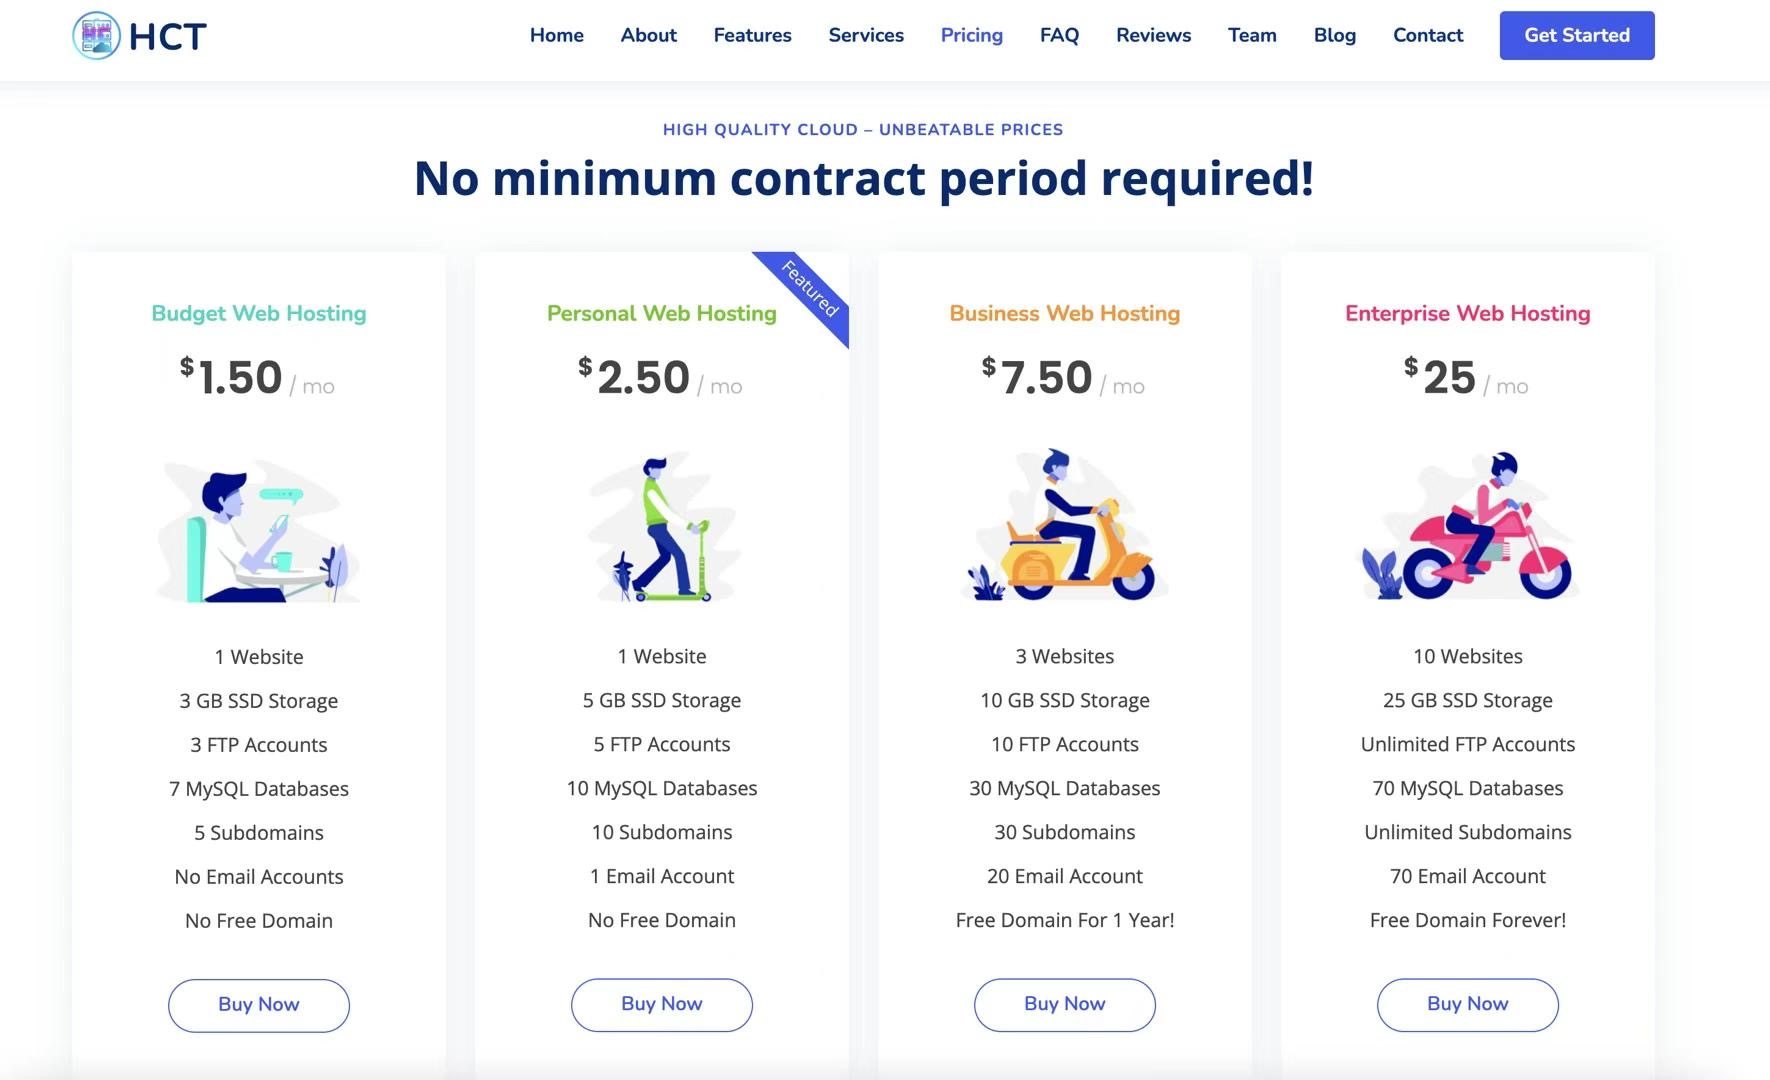 HCT
Home About Features Services Pricing FAQ Reviews Team Blog Contact Get Started
HIGH QUALITY CLOUD – UNBEATABLE PRICES
No minimum contract period required!
Budget Web Hosting
$1.50 / mo
1 Website
3 GB SSD Storage
3 FTP Accounts
7 MySQL Databases
5 Subdomains
No Email Accounts
No Free Domain
Buy Now
Featured
Personal Web Hosting
$2.50 / mo
1 Website
5 GB SSD Storage
5 FTP Accounts
10 MySQL Databases
10 Subdomains
1 Email Account
No Free Domain
Buy Now
Business Web Hosting
$7.50 / mo
3 Websites
10 GB SSD Storage
10 FTP Accounts
30 MySQL Databases
30 Subdomains
20 Email Account
Free Domain For 1 Year!
Buy Now
Enterprise Web Hosting
$25 / mo
10 Websites
25 GB SSD Storage
Unlimited FTP Accounts
70 MySQL Databases
Unlimited Subdomains
70 Email Account
Free Domain Forever!
Buy Now